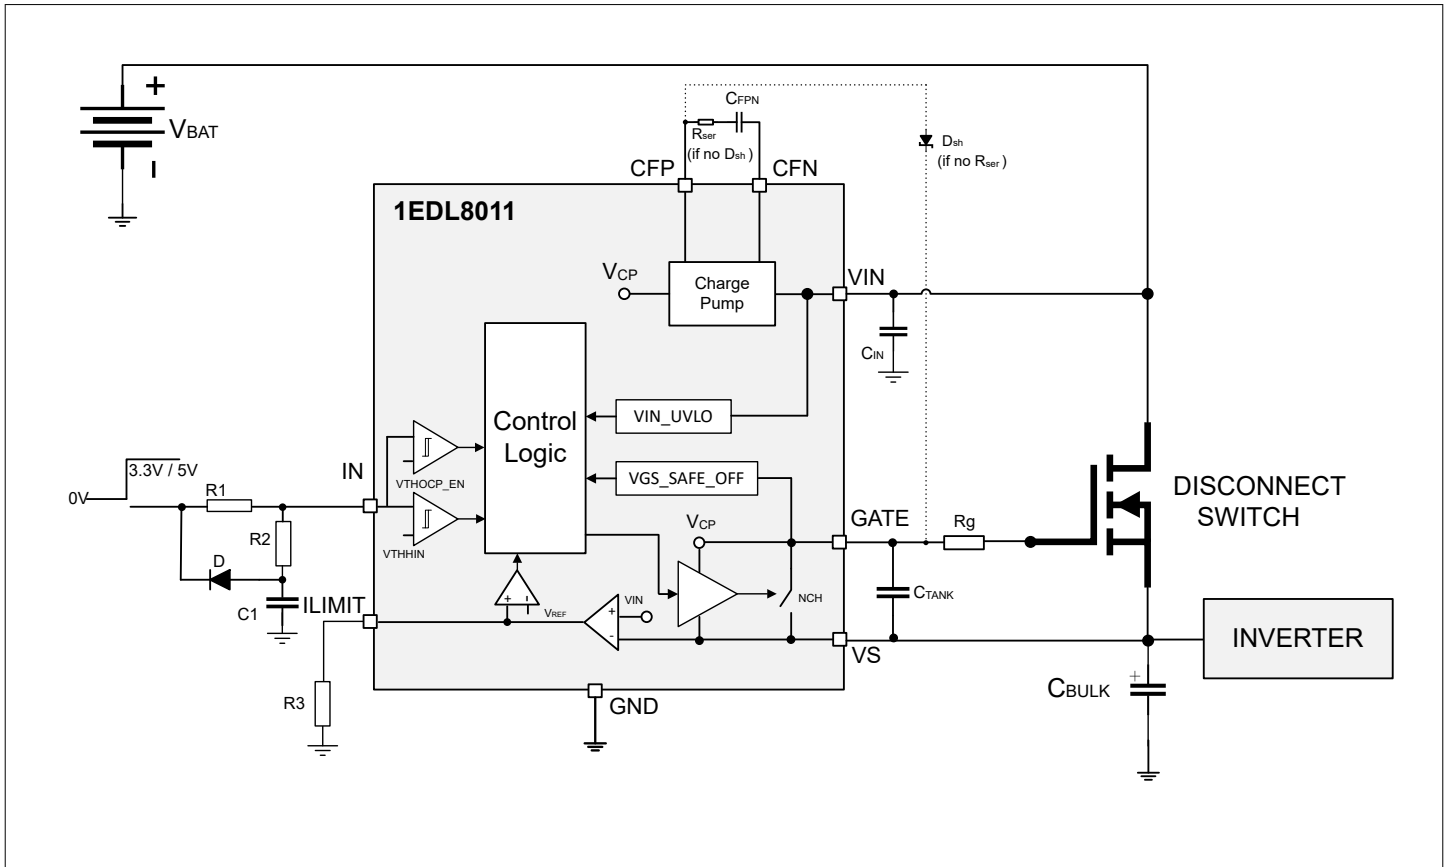 +
VBAT
CFPN
Rser
(if no Dsh )
Dsh
(if no Rser )
CFP
CFN
1EDL8011
VCP
Charge
Pump
VIN
CIN
Control
Logic
VIN_UVLO
VGS_SAFE_OFF
3.3V / 5V
0V
R1
IN
VTHOCP_EN
R2
VTHHIN
D
C1
ILIMIT
R3
+
-
VREF
VIN
+
-
VCP
NCH
GATE
Rg
CTANK
VS
GND
DISCONNECT
SWITCH
INVERTER
+
CBULK